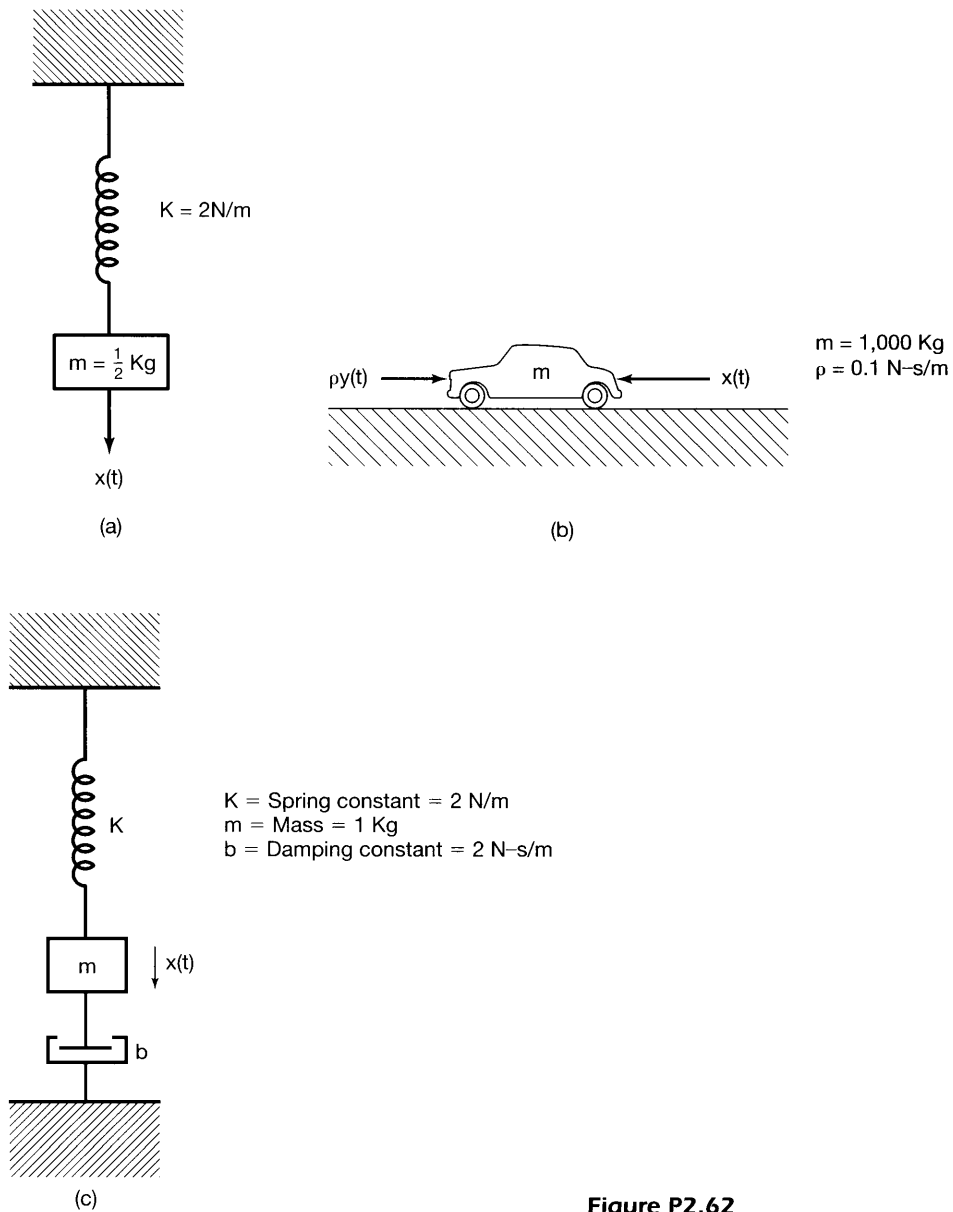 K = 2N/m
m = 1/2 Kg
x(t)
(a)
m = 1,000 Kg
ρ = 0.1 N–s/m
ρy(t)
m
x(t)
(b)
K
K = Spring constant = 2 N/m
m = Mass = 1 Kg
b = Damping constant = 2 N–s/m
m
x(t)
b
(c)
Figure P2.62